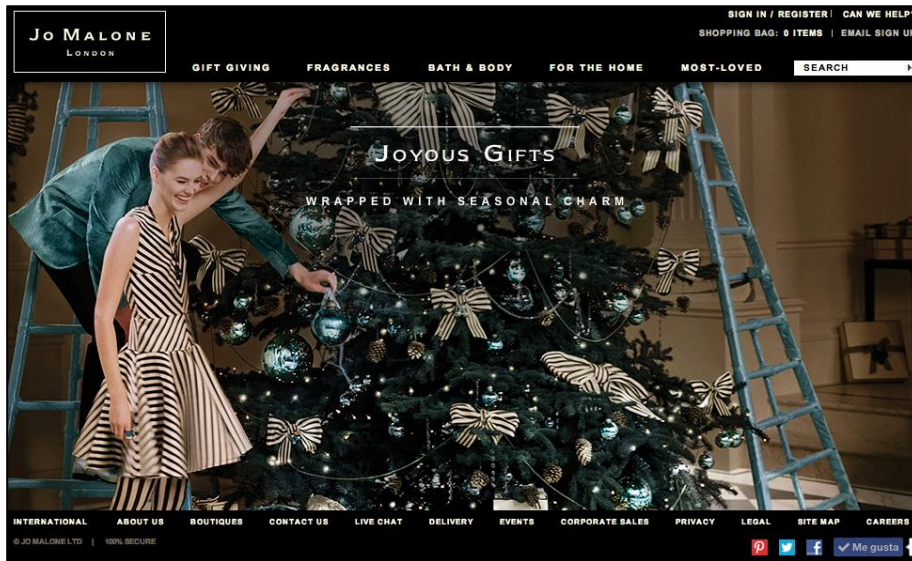 SIGN IN / REGISTER | CAN WE HELP?
JO MALONE
LONDON
SHOPPING BAG: 0 ITEMS | EMAIL SIGN UP
GIFT GIVING FRAGRANCES BATH & BODY FOR THE HOME MOST-LOVED SEARCH
JOYOUS GIFTS
WRAPPED WITH SEASONAL CHARM
INTERNATIONAL ABOUT US BOUTIQUES CONTACT US LIVE CHAT DELIVERY EVENTS CORPORATE SALES PRIVACY LEGAL SITE MAP CAREERS
© JO MALONE LTD | 100% SECURE
Me gusta